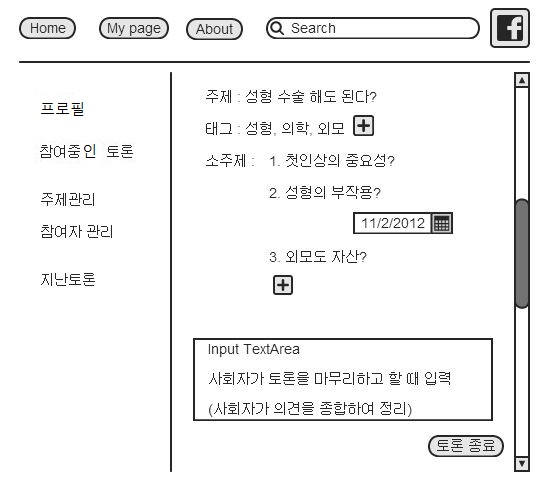 Home
My page
About
Search
프로필
참여중인 토론
주제관리
참여자 관리
지난토론
주제 : 성형 수술 해도 된다?
태그 : 성형, 의학, 외모
소주제 : 1. 첫인상의 중요성?
2. 성형의 부작용?
11/2/2012
3. 외모도 자산?
Input TextArea
사회자가 토론을 마무리하고 할 때 입력
(사회자가 의견을 종합하여 정리)
토론 종료